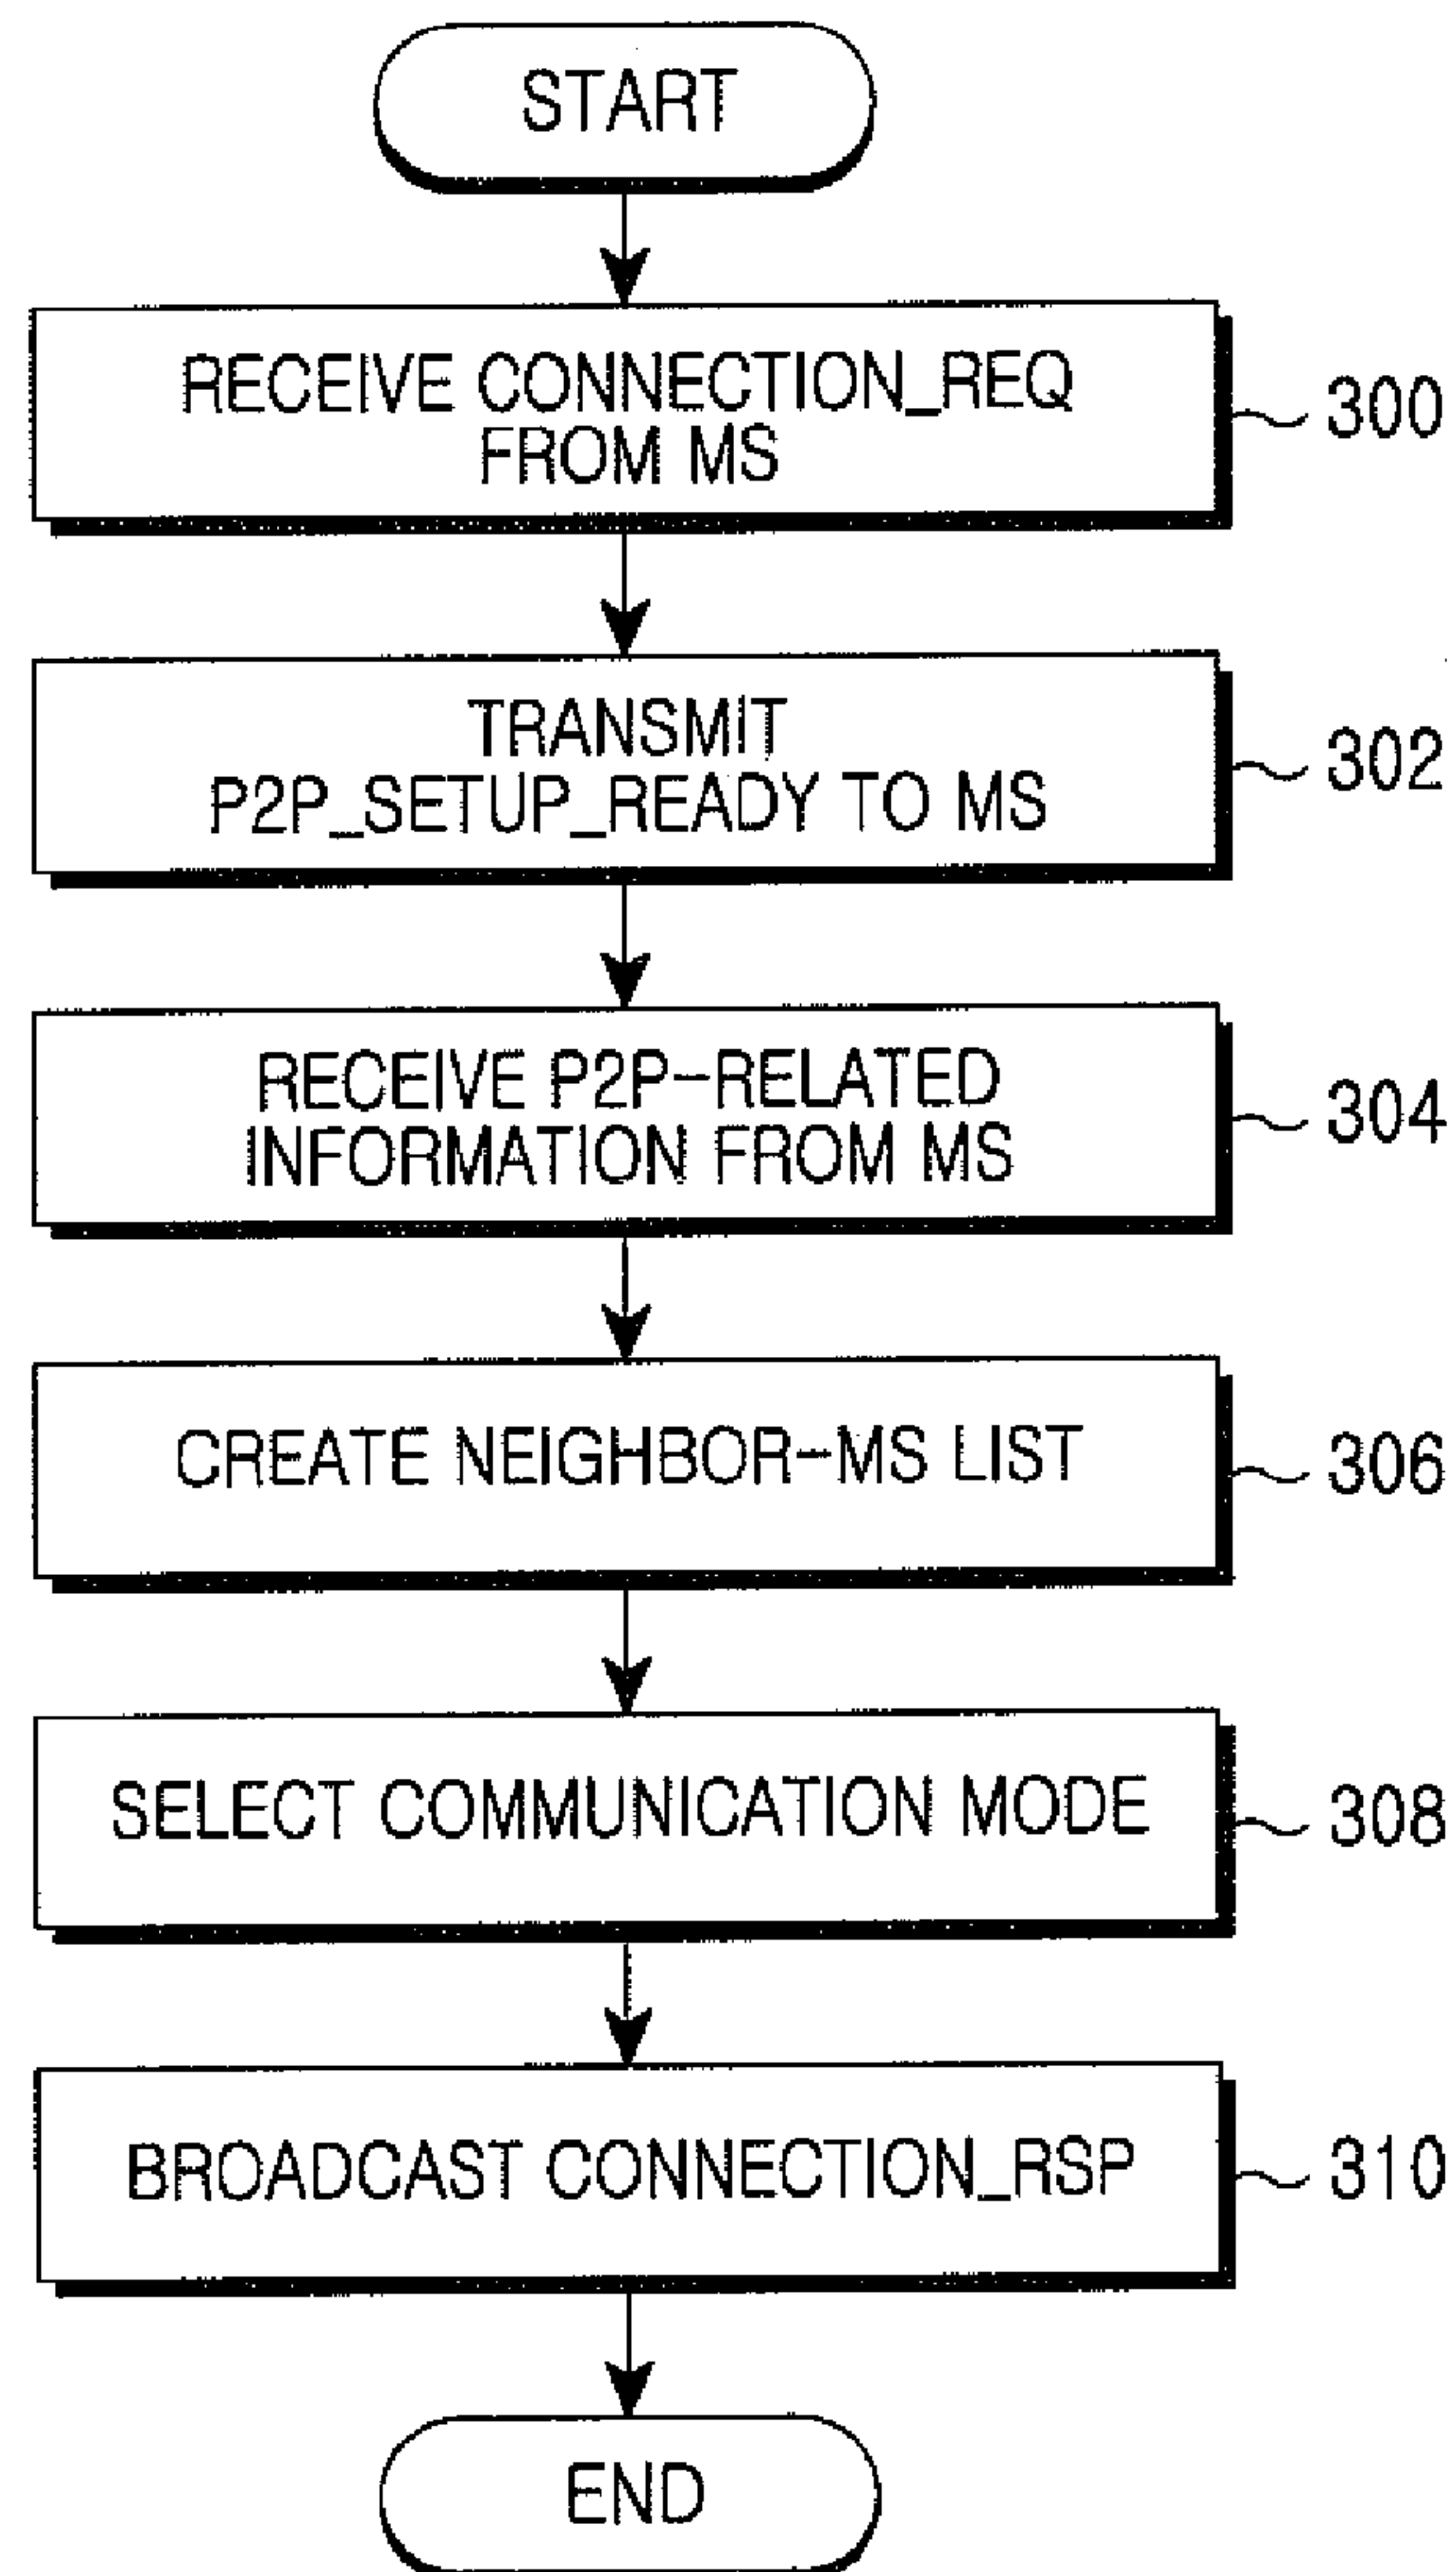 START
RECEIVE CONNECTION_REQ
FROM MS
300
TRANSMIT
P2P_SETUP_READY TO MS
302
RECEIVE P2P-RELATED
INFORMATION FROM MS
304
CREATE NEIGHBOR-MS LIST
306
SELECT COMMUNICATION MODE
308
BROADCAST CONNECTION_RSP
310
END